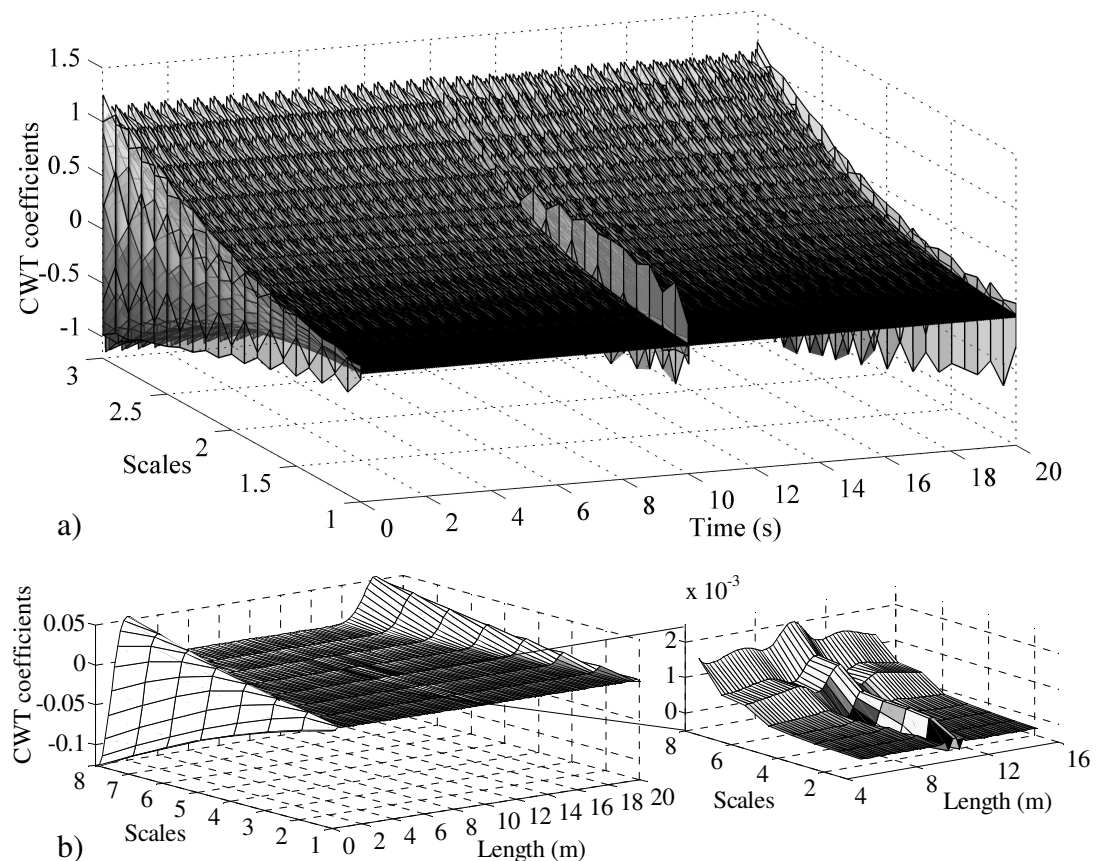 1.5
1
0.5
0
-0.5
-1
CWT coefficients
3
2.5
2
1.5
1
Scales
0 2 4 6 8 10 12 14 16 18 20
Time (s)
a)
CWT coefficients
0.05
0
-0.05
-0.1
8 7 6 5 4 3 2 1
Scales
0 2 4 6 8 10 12 14 16 18 20
Length (m)
b)
x 10-3
2
1
0
8 6 4 2
Scales
4 8 12 16
Length (m)